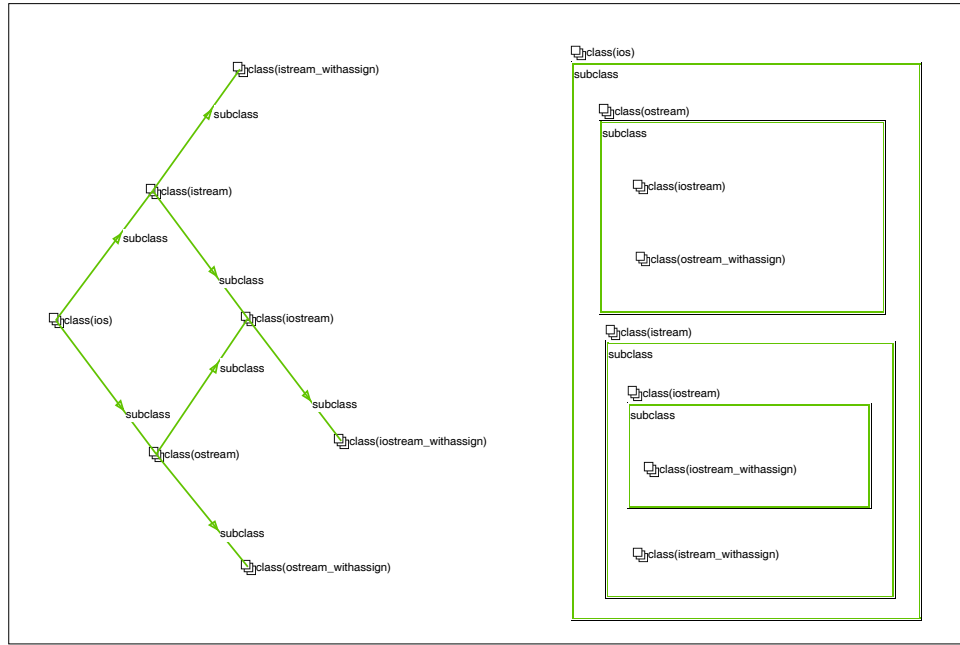 class(istream_withassign)
subclass
class(istream)
subclass
subclass
class(ios)
class(iostream)
subclass
subclass
subclass
class(iostream_withassign)
class(ostream)
subclass
class(ostream_withassign)
class(ios)
subclass
class(ostream)
subclass
class(iostream)
class(ostream_withassign)
class(istream)
subclass
class(iostream)
subclass
class(iostream_withassign)
class(istream_withassign)